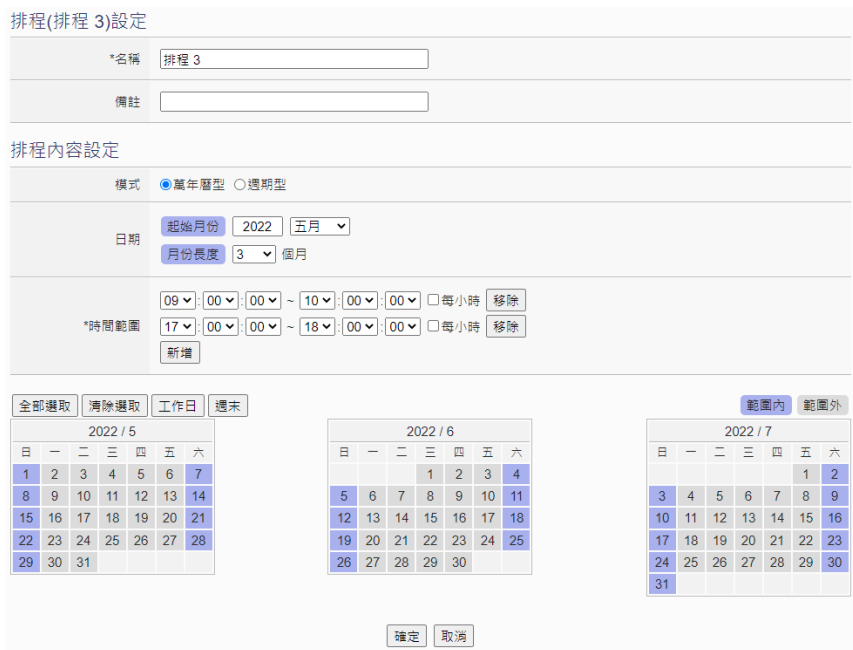 排程(排程 3)設定
*名稱 排程 3
備註
排程內容設定
模式 萬年曆型 週期型
日期 起始月份 2022 五月
月份長度 3 個月
*時間範圍 09 : 00 : 00 ~ 10 : 00 : 00 每小時 移除
17 : 00 : 00 ~ 18 : 00 : 00 每小時 移除
新增
全部選取 清除選取 工作日 週末 範圍內 範圍外
2022 / 5
日 一 二 三 四 五 六
1 2 3 4 5 6 7
8 9 10 11 12 13 14
15 16 17 18 19 20 21
22 23 24 25 26 27 28
29 30 31
2022 / 6
日 一 二 三 四 五 六
1 2 3 4
5 6 7 8 9 10 11
12 13 14 15 16 17 18
19 20 21 22 23 24 25
26 27 28 29 30
2022 / 7
日 一 二 三 四 五 六
1 2
3 4 5 6 7 8 9
10 11 12 13 14 15 16
17 18 19 20 21 22 23
24 25 26 27 28 29 30
31
確定 取消